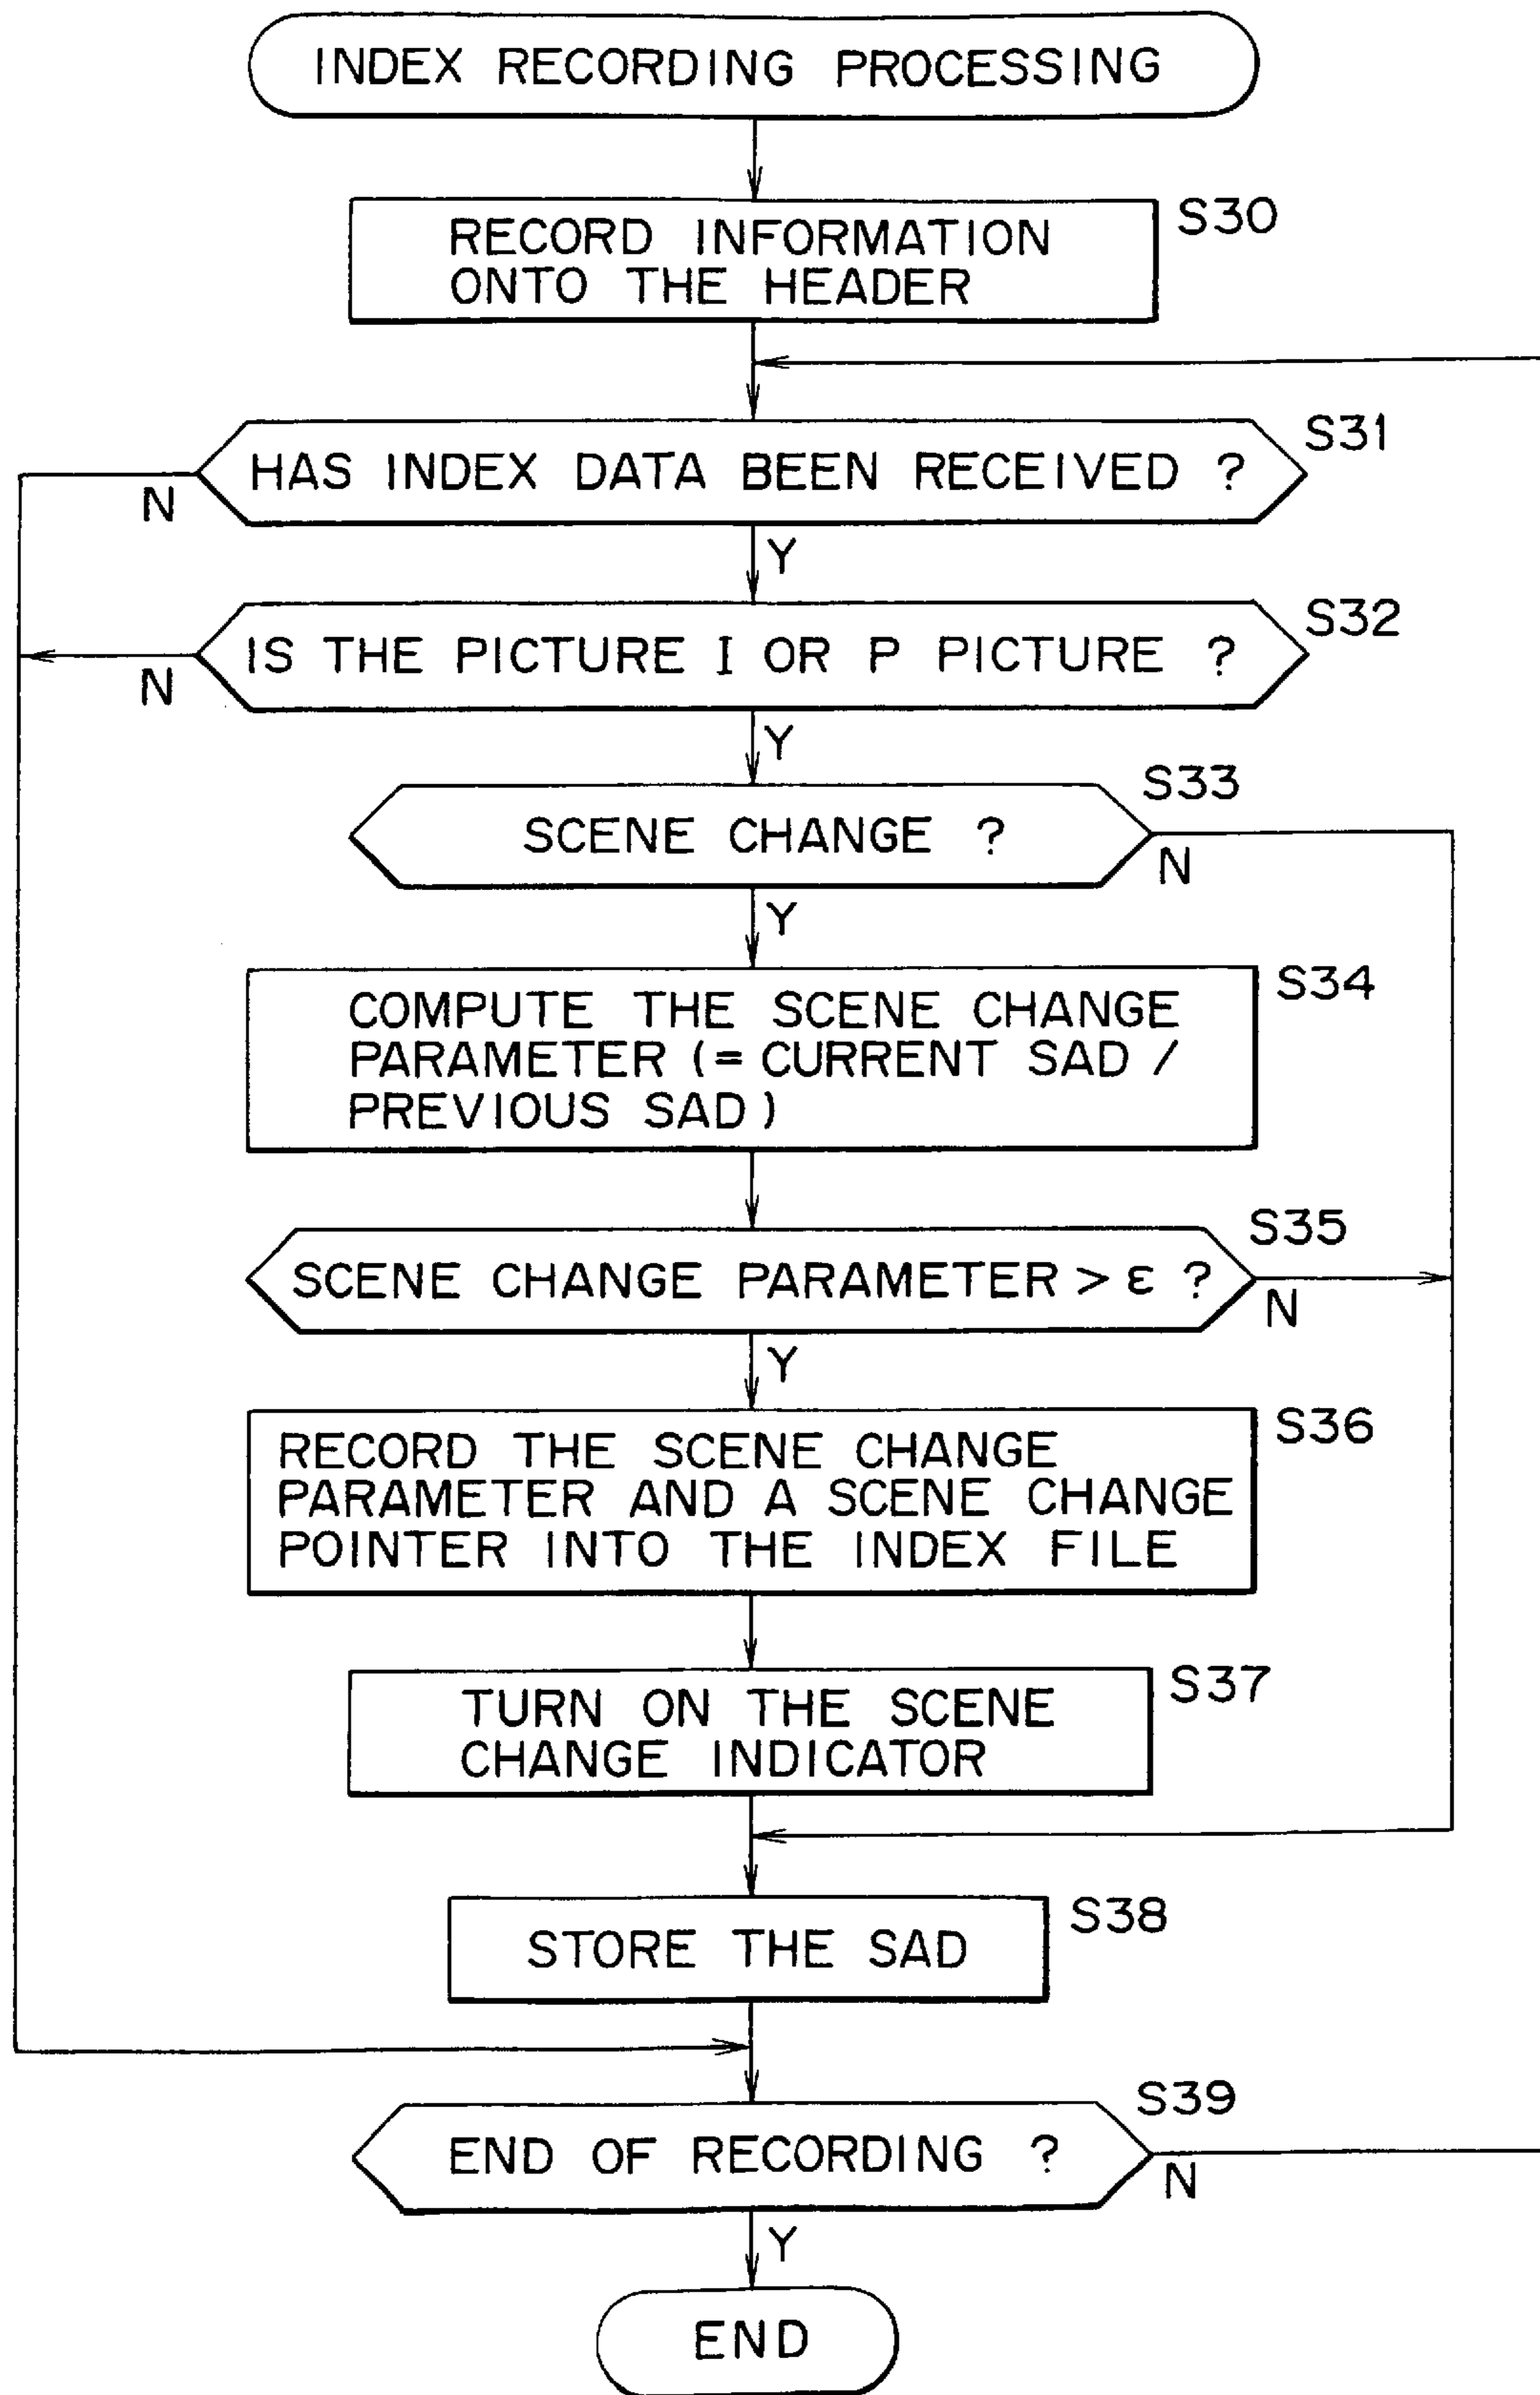 INDEX RECORDING PROCESSING
S30
RECORD INFORMATION
ONTO THE HEADER
S31
HAS INDEX DATA BEEN RECEIVED ?
N
Y
S32
IS THE PICTURE I OR P PICTURE ?
N
Y
S33
SCENE CHANGE ?
N
Y
S34
COMPUTE THE SCENE CHANGE
PARAMETER (= CURRENT SAD /
PREVIOUS SAD)
S35
SCENE CHANGE PARAMETER > ε ?
N
Y
S36
RECORD THE SCENE CHANGE
PARAMETER AND A SCENE CHANGE
POINTER INTO THE INDEX FILE
S37
TURN ON THE SCENE
CHANGE INDICATOR
S38
STORE THE SAD
S39
END OF RECORDING ?
N
Y
END